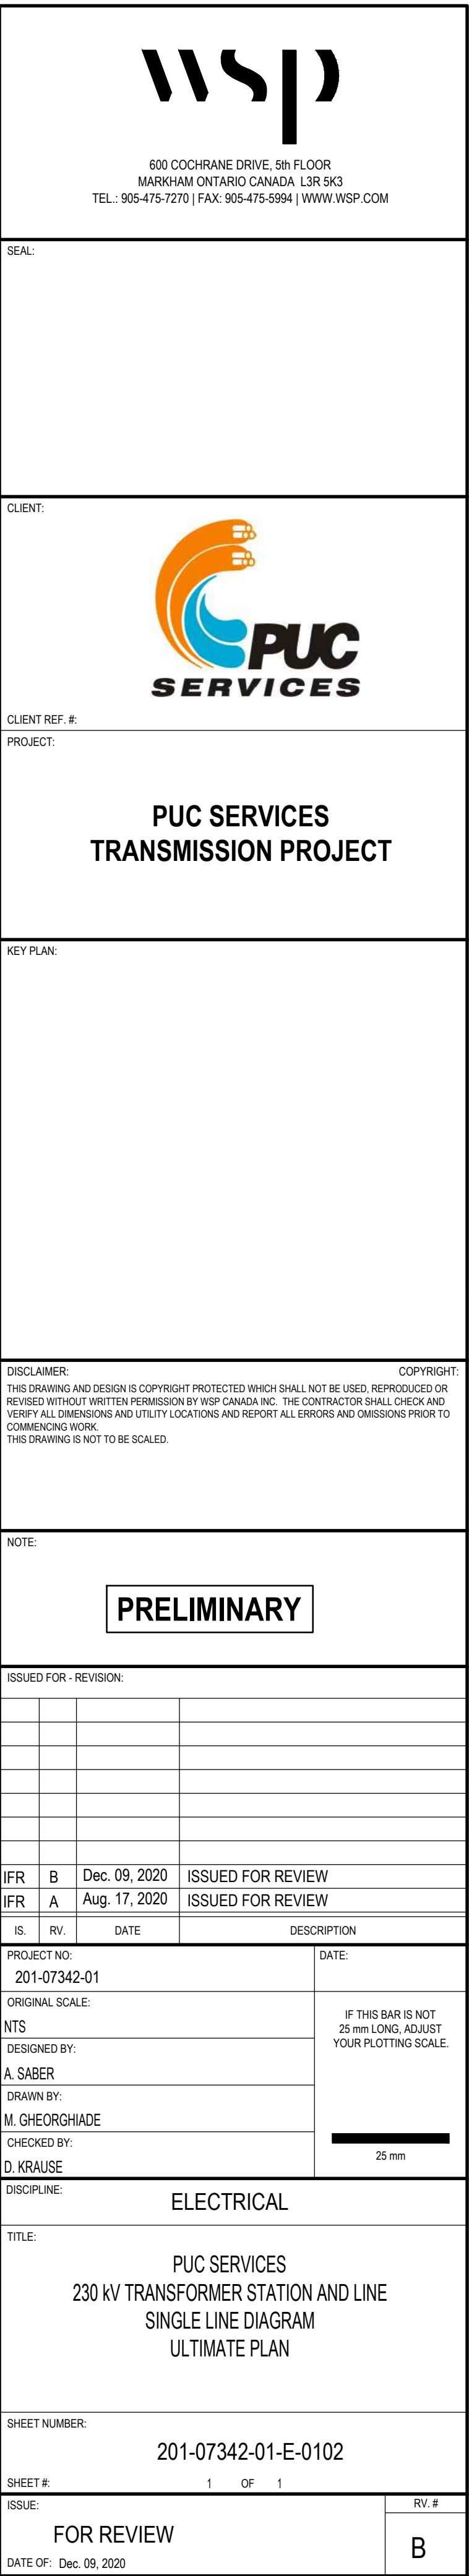 wsp
600 COCHRANE DRIVE, 5th FLOOR
MARKHAM ONTARIO CANADA L3R 5K3
TEL.: 905-475-7270 | FAX: 905-475-5994 | WWW.WSP.COM
SEAL:
CLIENT:
PUC
SERVICES
CLIENT REF. #:
PROJECT:
PUC SERVICES
TRANSMISSION PROJECT
KEY PLAN:
DISCLAIMER: COPYRIGHT:
THIS DRAWING AND DESIGN IS COPYRIGHT PROTECTED WHICH SHALL NOT BE USED, REPRODUCED OR
REVISED WITHOUT WRITTEN PERMISSION BY WSP CANADA INC. THE CONTRACTOR SHALL CHECK AND
VERIFY ALL DIMENSIONS AND UTILITY LOCATIONS AND REPORT ALL ERRORS AND OMISSIONS PRIOR TO
COMMENCING WORK.
THIS DRAWING IS NOT TO BE SCALED.
NOTE:
PRELIMINARY
ISSUED FOR - REVISION:
IFR B Dec. 09, 2020 ISSUED FOR REVIEW
IFR A Aug. 17, 2020 ISSUED FOR REVIEW
IS. RV. DATE DESCRIPTION
PROJECT NO: DATE:
201-07342-01
ORIGINAL SCALE:
NTS
IF THIS BAR IS NOT
25 mm LONG, ADJUST
YOUR PLOTTING SCALE.
DESIGNED BY:
A. SABER
DRAWN BY:
M. GHEORGHIADE
CHECKED BY:
D. KRAUSE
25 mm
DISCIPLINE:
ELECTRICAL
TITLE:
PUC SERVICES
230 kV TRANSFORMER STATION AND LINE
SINGLE LINE DIAGRAM
ULTIMATE PLAN
SHEET NUMBER:
201-07342-01-E-0102
SHEET #: 1 OF 1
ISSUE: RV. #
FOR REVIEW
B
DATE OF: Dec. 09, 2020